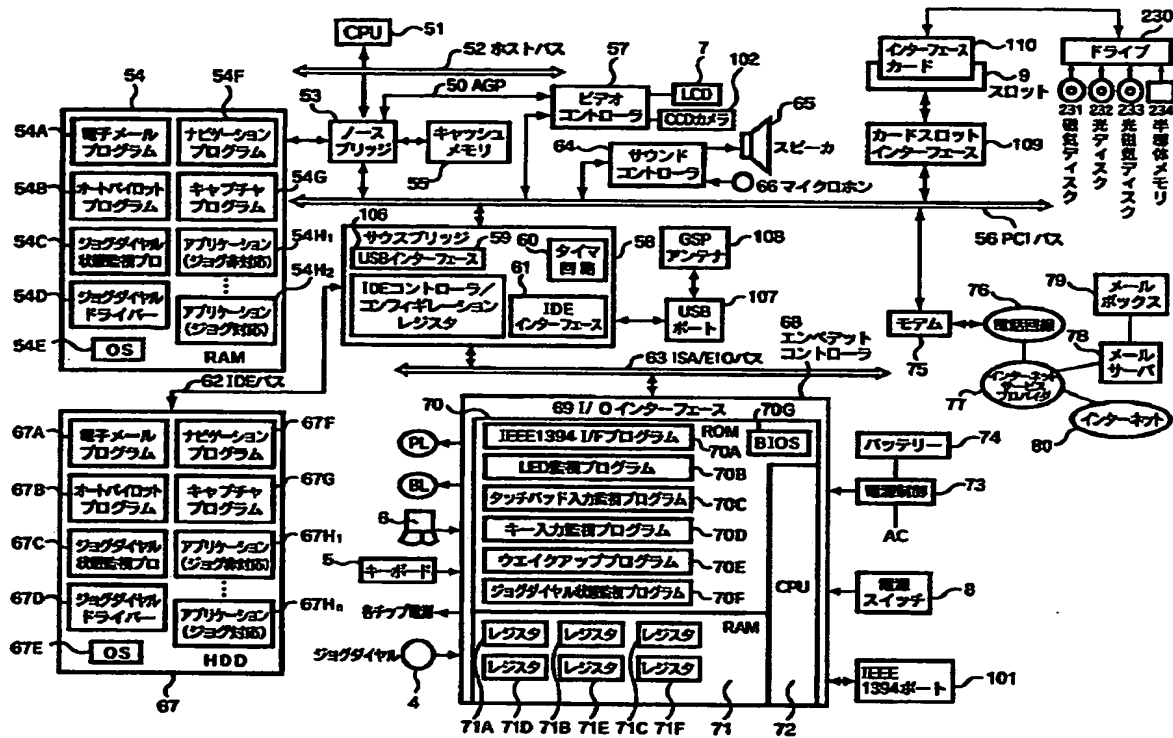 CPU
51
52 ホストバス
50 AGP
53
ノース
ブリッジ
キャッシュ
メモリ
55
57
ビデオ
コントローラ
7
LCD
102
CCDカメラ
65
スピーカ
64
サウンド
コントローラ
66 マイクロホン
インターフェース
カード
110
9
スロット
カードスロット
インターフェース
109
230
ドライブ
231
磁気ディスク
232
光ディスク
233
光磁気ディスク
234
半導体メモリ
56 PCIバス
54
54F
54A
電子メール
プログラム
ナビゲーション
プログラム
54B
オートパイロット
プログラム
キャプチャ
プログラム
54G
54C
ジョグダイヤル
状態監視プロ
アプリケーション
(ジョグ非対応)
54H1
54D
ジョグダイヤル
ドライバー
アプリケーション
(ジョグ対応)
54H2
54E
OS
RAM
106
サウスブリッジ
59
USBインターフェース
60
タイマ
回路
58
IDEコントローラ/
コンフィギレーション
レジスタ
61
IDE
インターフェース
GSP
アンテナ
108
USB
ポート
107
モデム
75
76
電話回線
インターネット
サービス
プロバイダ
77
79
メール
ボックス
78
メール
サーバ
インターネット
80
62 IDEバス
63 ISA/EIOバス
68
エンベデット
コントローラ
67A
電子メール
プログラム
ナビゲーション
プログラム
67F
67B
オートパイロット
プログラム
キャプチャ
プログラム
67G
67C
ジョグダイヤル
状態監視プロ
アプリケーション
(ジョグ非対応)
67H1
67D
ジョグダイヤル
ドライバー
アプリケーション
(ジョグ対応)
67Hn
67E
OS
HDD
67
69 I/Oインターフェース
70
ROM
70G
BIOS
IEEE1394 I/Fプログラム
70A
LED監視プログラム
70B
タッチパッド入力監視プログラム
70C
キー入力監視プログラム
70D
ウエイクアッププログラム
70E
ジョグダイヤル状態監視プログラム
70F
RAM
レジスタ
レジスタ
レジスタ
レジスタ
レジスタ
レジスタ
71A
71D
71B
71E
71C
71F
71
72
CPU
PL
BL
6
5
キーボード
各チップ電源
ジョグダイヤル
4
バッテリー
74
電源制御
73
AC
電源
スイッチ
8
IEEE
1394ポート
101